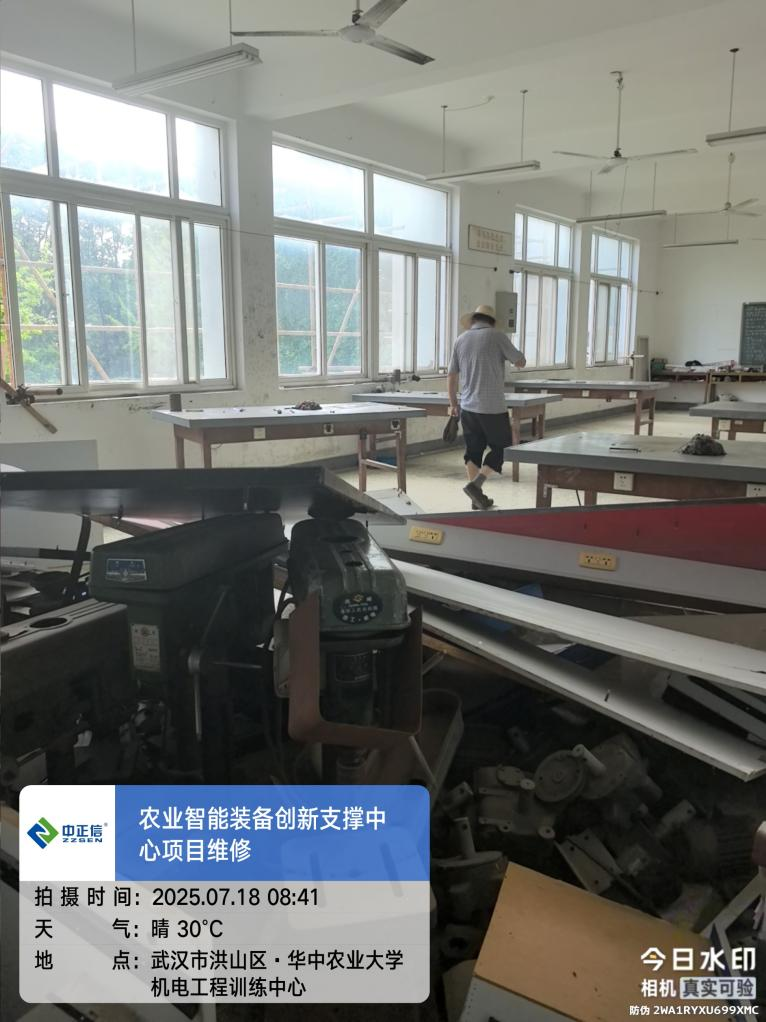 中正信
ZZSEN
农业智能装备创新支撑中
心项目维修
拍摄时间：2025.07.18 08:41
天 气：晴 30℃
地 点：武汉市洪山区·华中农业大学
机电工程训练中心
今日水印
相机 真实可验
防伪 2WA1RYXU699XMC